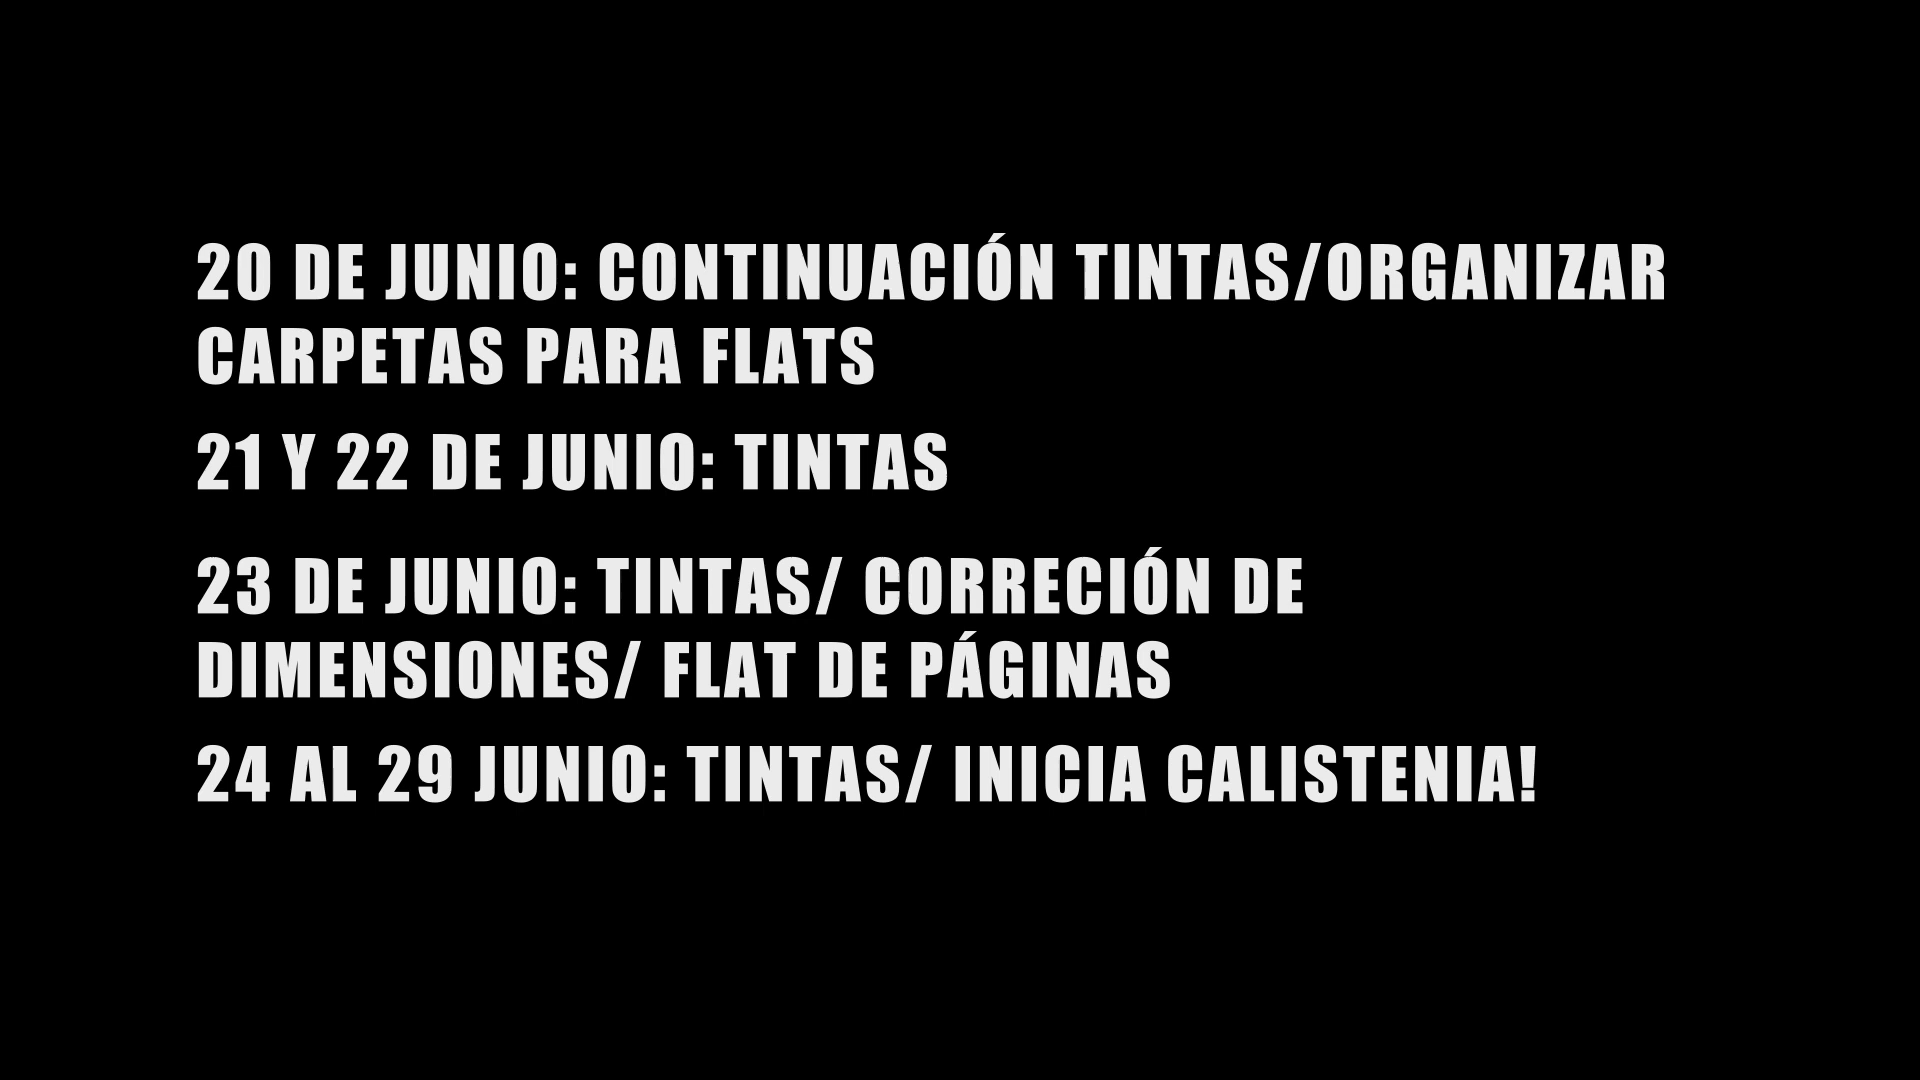 20 DE JUNIO: CONTINUACIÓN TINTAS/ORGANIZAR
CARPETAS PARA FLATS
21 Y 22 DE JUNIO: TINTAS
23 DE JUNIO: TINTAS/ CORRECIÓN DE
DIMENSIONES/ FLAT DE PÁGINAS
24 AL 29 JUNIO: TINTAS/ INICIA CALISTENIA!